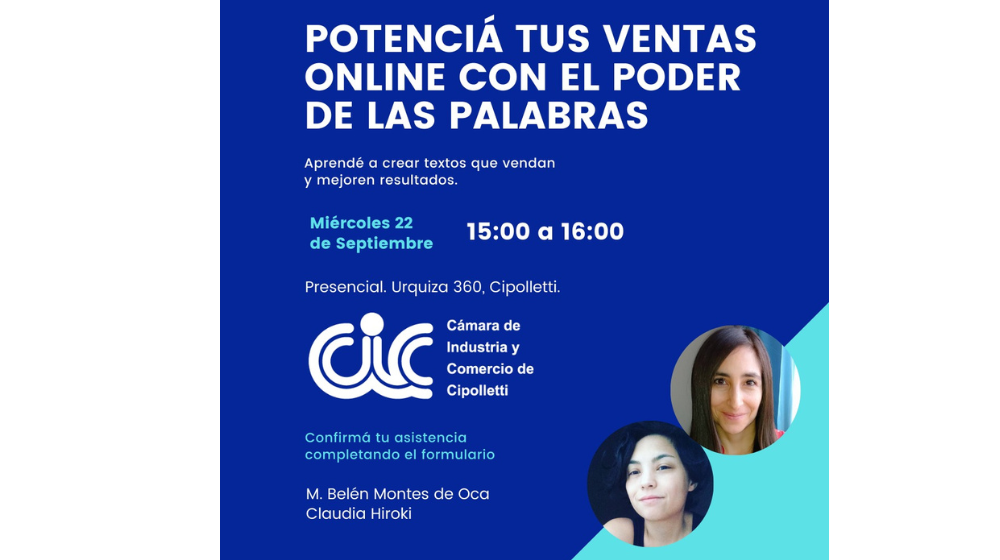 POTENCIÁ TUS VENTAS
ONLINE CON EL PODER
DE LAS PALABRAS
Aprendé a crear textos que vendan
y mejoren resultados.
Miércoles 22
de Septiembre
15:00 a 16:00
Presencial. Urquiza 360, Cipolletti.
cic
Cámara de
Industria y
Comercio de
Cipolletti
Confirmá tu asistencia
completando el formulario
M. Belén Montes de Oca
Claudia Hiroki